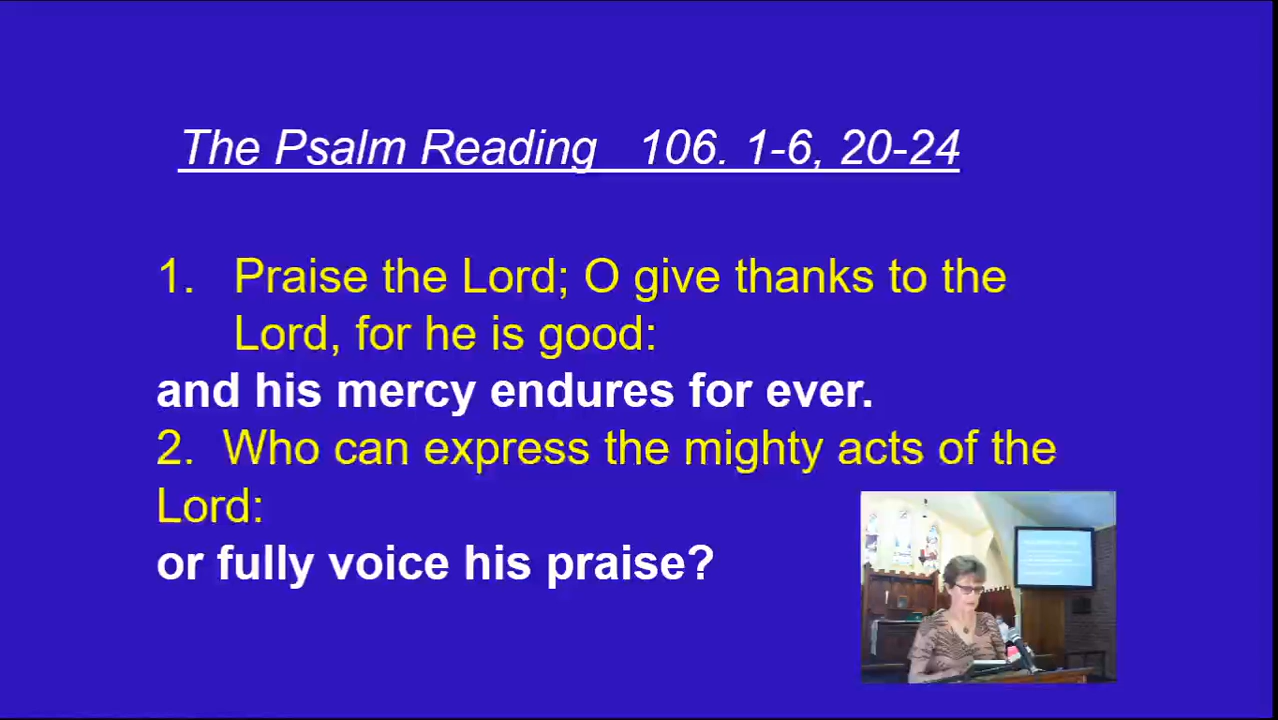 The Psalm Reading 106. 1-6, 20-24
1. Praise the Lord; O give thanks to the
Lord, for he is good:
and his mercy endures for ever.
2. Who can express the mighty acts of the
Lord:
or fully voice his praise?